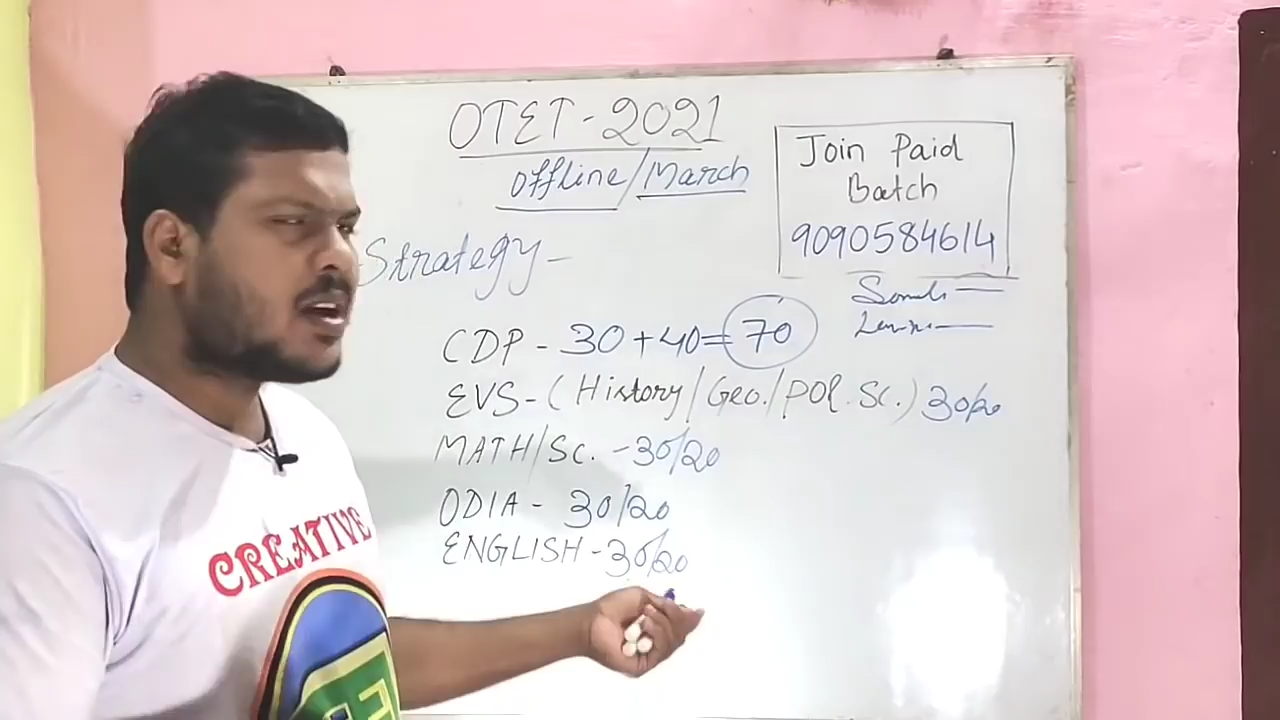 OTET-2021
Offline/March
Join Paid
Batch
9090584614
Strategy-
CDP - 30+40=70
EVS-(History/Geo./POl.Sc.) 30/20
MATH/Sc. -30/20
ODIA - 30/20
ENGLISH-30/20
CREATIVE